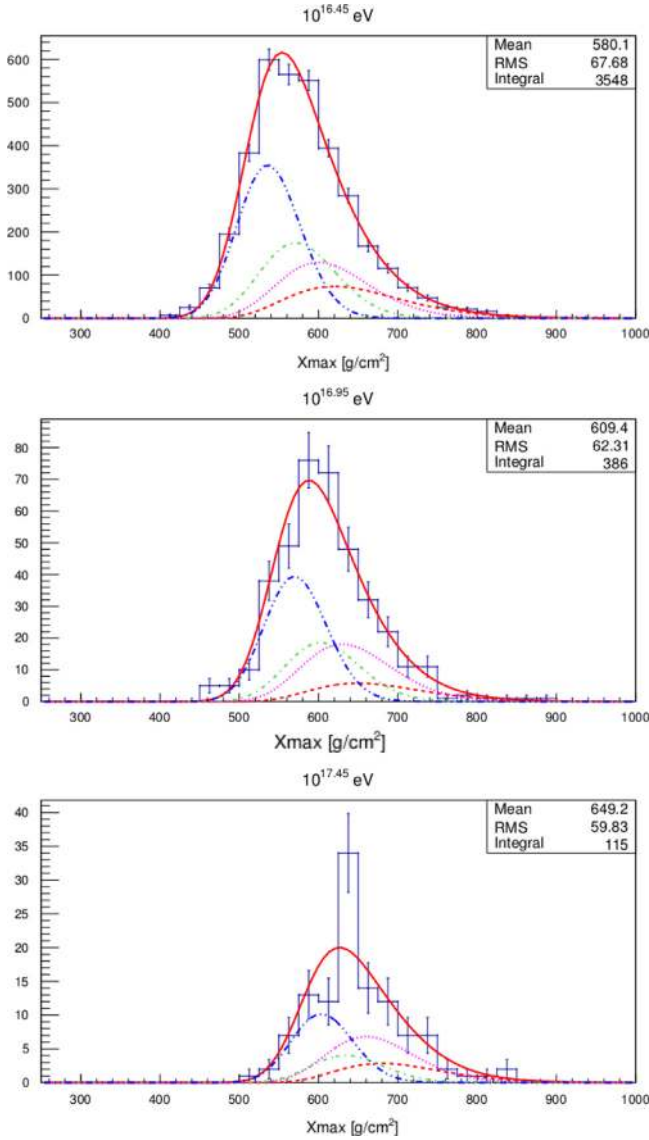 10^16.45 eV
Mean 580.1
RMS 67.68
Integral 3548
600
500
400
300
200
100
0
300 400 500 600 700 800 900 1000
Xmax [g/cm²]
10^16.95 eV
Mean 609.4
RMS 62.31
Integral 386
80
70
60
50
40
30
20
10
0
300 400 500 600 700 800 900 1000
Xmax [g/cm²]
10^17.45 eV
Mean 649.2
RMS 59.83
Integral 115
40
35
30
25
20
15
10
5
0
300 400 500 600 700 800 900 1000
Xmax [g/cm²]